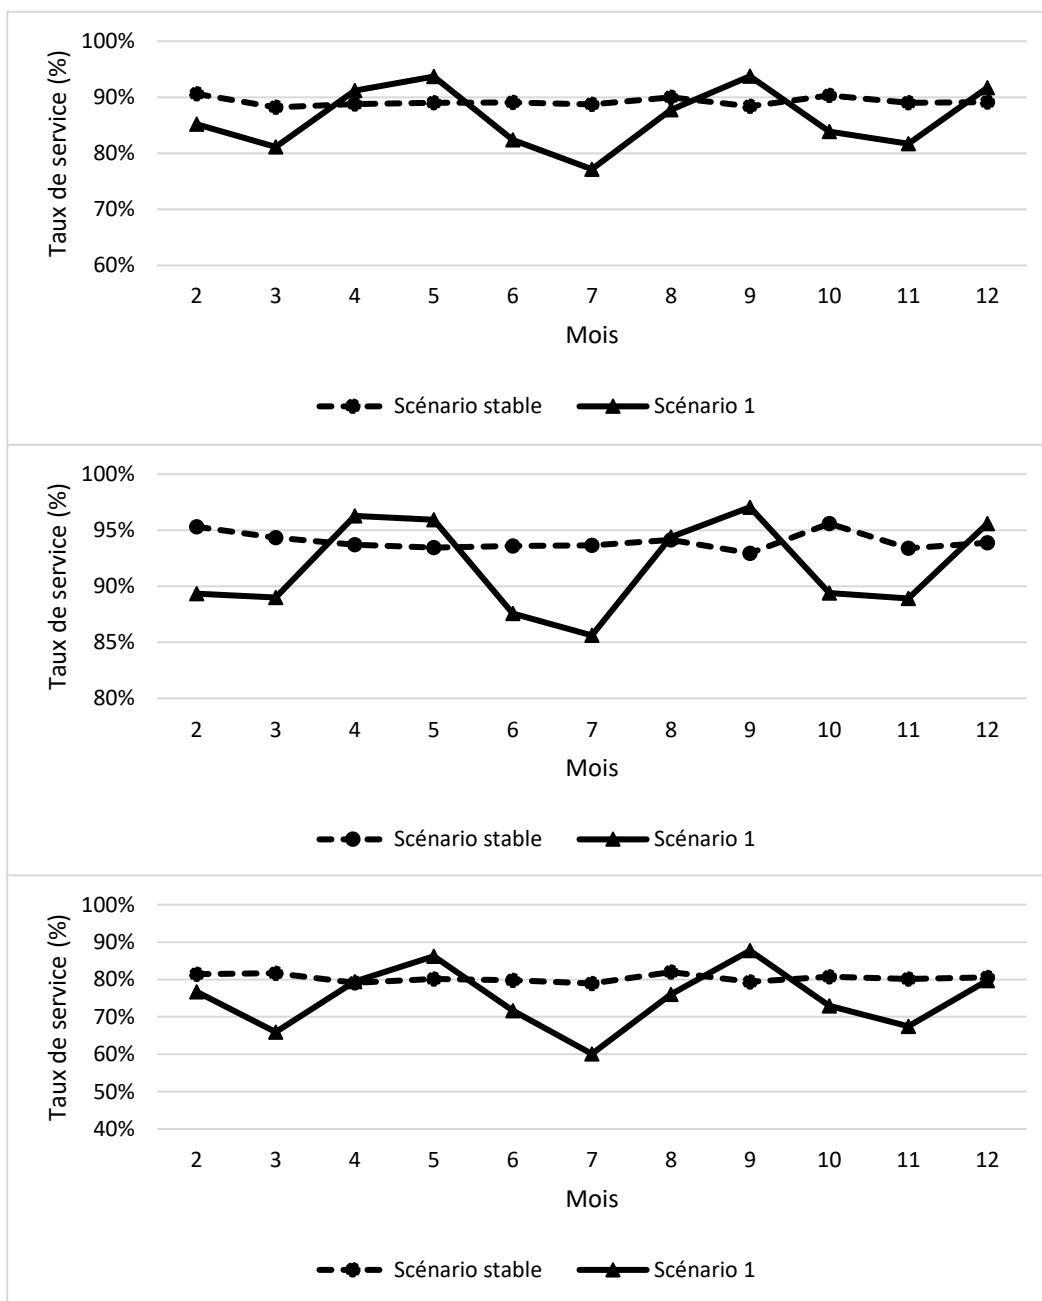 100%
90%
80%
70%
60%
Taux de service (%)
2 3 4 5 6 7 8 9 10 11 12
Mois
Scénario stable Scénario 1
100%
95%
90%
85%
80%
Taux de service (%)
2 3 4 5 6 7 8 9 10 11 12
Mois
Scénario stable Scénario 1
100%
90%
80%
70%
60%
50%
40%
Taux de service (%)
2 3 4 5 6 7 8 9 10 11 12
Mois
Scénario stable Scénario 1